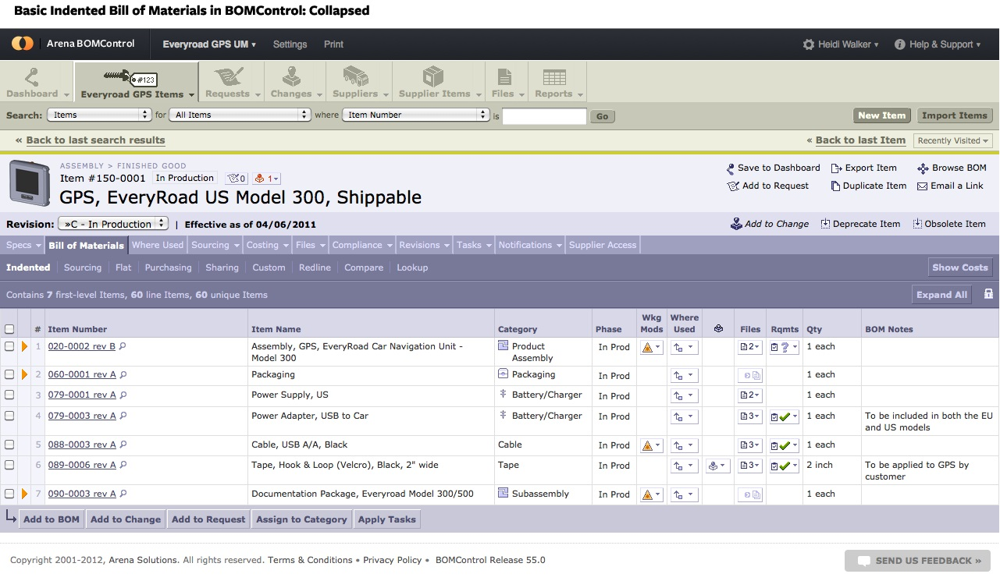 Basic Indented Bill of Materials in BOMControl: Collapsed
Arena BOMControl Everyroad GPS UM Settings Print Heidi Walker Help & Support
#123
Dashboard Everyroad GPS Items Requests Changes Suppliers Supplier Items Files Reports
Search: Items for All Items where Item Number is Go New Item Import Items
« Back to last search results « Back to last Item Recently Visited
ASSEMBLY > FINISHED GOOD
Item #150-0001 In Production 0 1
GPS, EveryRoad US Model 300, Shippable
Save to Dashboard Export Item Browse BOM
Add to Request Duplicate Item Email a Link
Revision: »C - In Production | Effective as of 04/06/2011 Add to Change Deprecate Item Obsolete Item
Specs Bill of Materials Where Used Sourcing Costing Files Compliance Revisions Tasks Notifications Supplier Access
Indented Sourcing Flat Purchasing Sharing Custom Redline Compare Lookup Show Costs
Contains 7 first-level Items, 60 line Items, 60 unique Items Expand All
# Item Number Item Name Category Phase Wkg Mods Where Used Files Rqmts Qty BOM Notes
1 020-0002 rev B Assembly, GPS, EveryRoad Car Navigation Unit - Model 300 Product Assembly In Prod 2 ? 1 each
2 060-0001 rev A Packaging Packaging In Prod 1 each
3 079-0001 rev A Power Supply, US Battery/Charger In Prod 2 1 each
4 079-0003 rev A Power Adapter, USB to Car Battery/Charger In Prod 3 1 each To be included in both the EU and US models
5 088-0003 rev A Cable, USB A/A, Black Cable In Prod 3 1 each
6 089-0006 rev A Tape, Hook & Loop (Velcro), Black, 2" wide Tape In Prod 3 2 inch To be applied to GPS by customer
7 090-0003 rev A Documentation Package, Everyroad Model 300/500 Subassembly In Prod 1 each
Add to BOM Add to Change Add to Request Assign to Category Apply Tasks
Copyright 2001-2012, Arena Solutions. All rights reserved. Terms & Conditions • Privacy Policy • BOMControl Release 55.0
SEND US FEEDBACK »